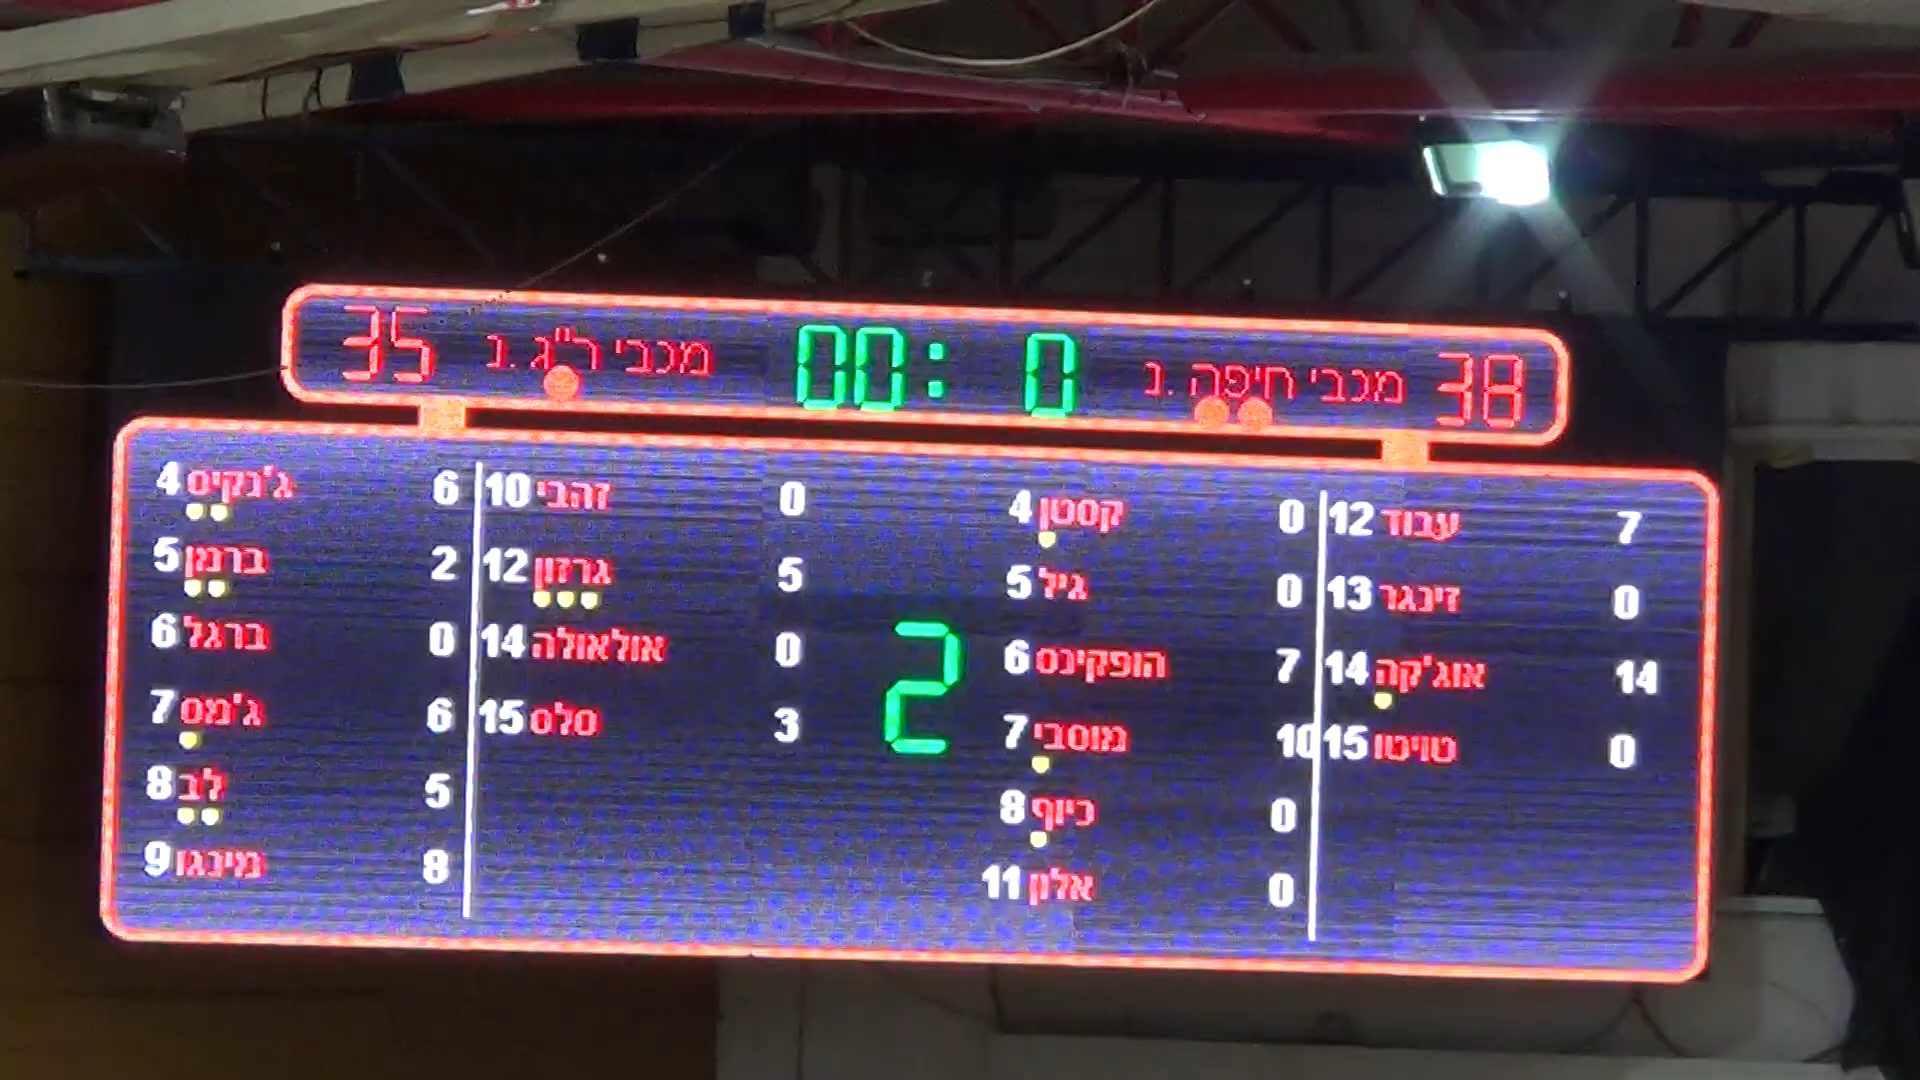 35 מכבי ר"ג .נ 00: 0 מכבי חיפה .נ 38
4 ג'נקיס 6 10 זהבי 0 4 קסטן 0 12 עבוד 7
5 ברמן 2 12 גרזון 5 5 גיל 0 13 זינגר 0
6 ברגל 0 14 אולאולה 0 6 הופקינס 7 14 אוג'קה 14
7 ג'מס 6 15 סלס 3 2 7 מוסבי 10 15 טויטו 0
8 לב 5 8 כיוף 0
9 מינגו 8 11 אלון 0